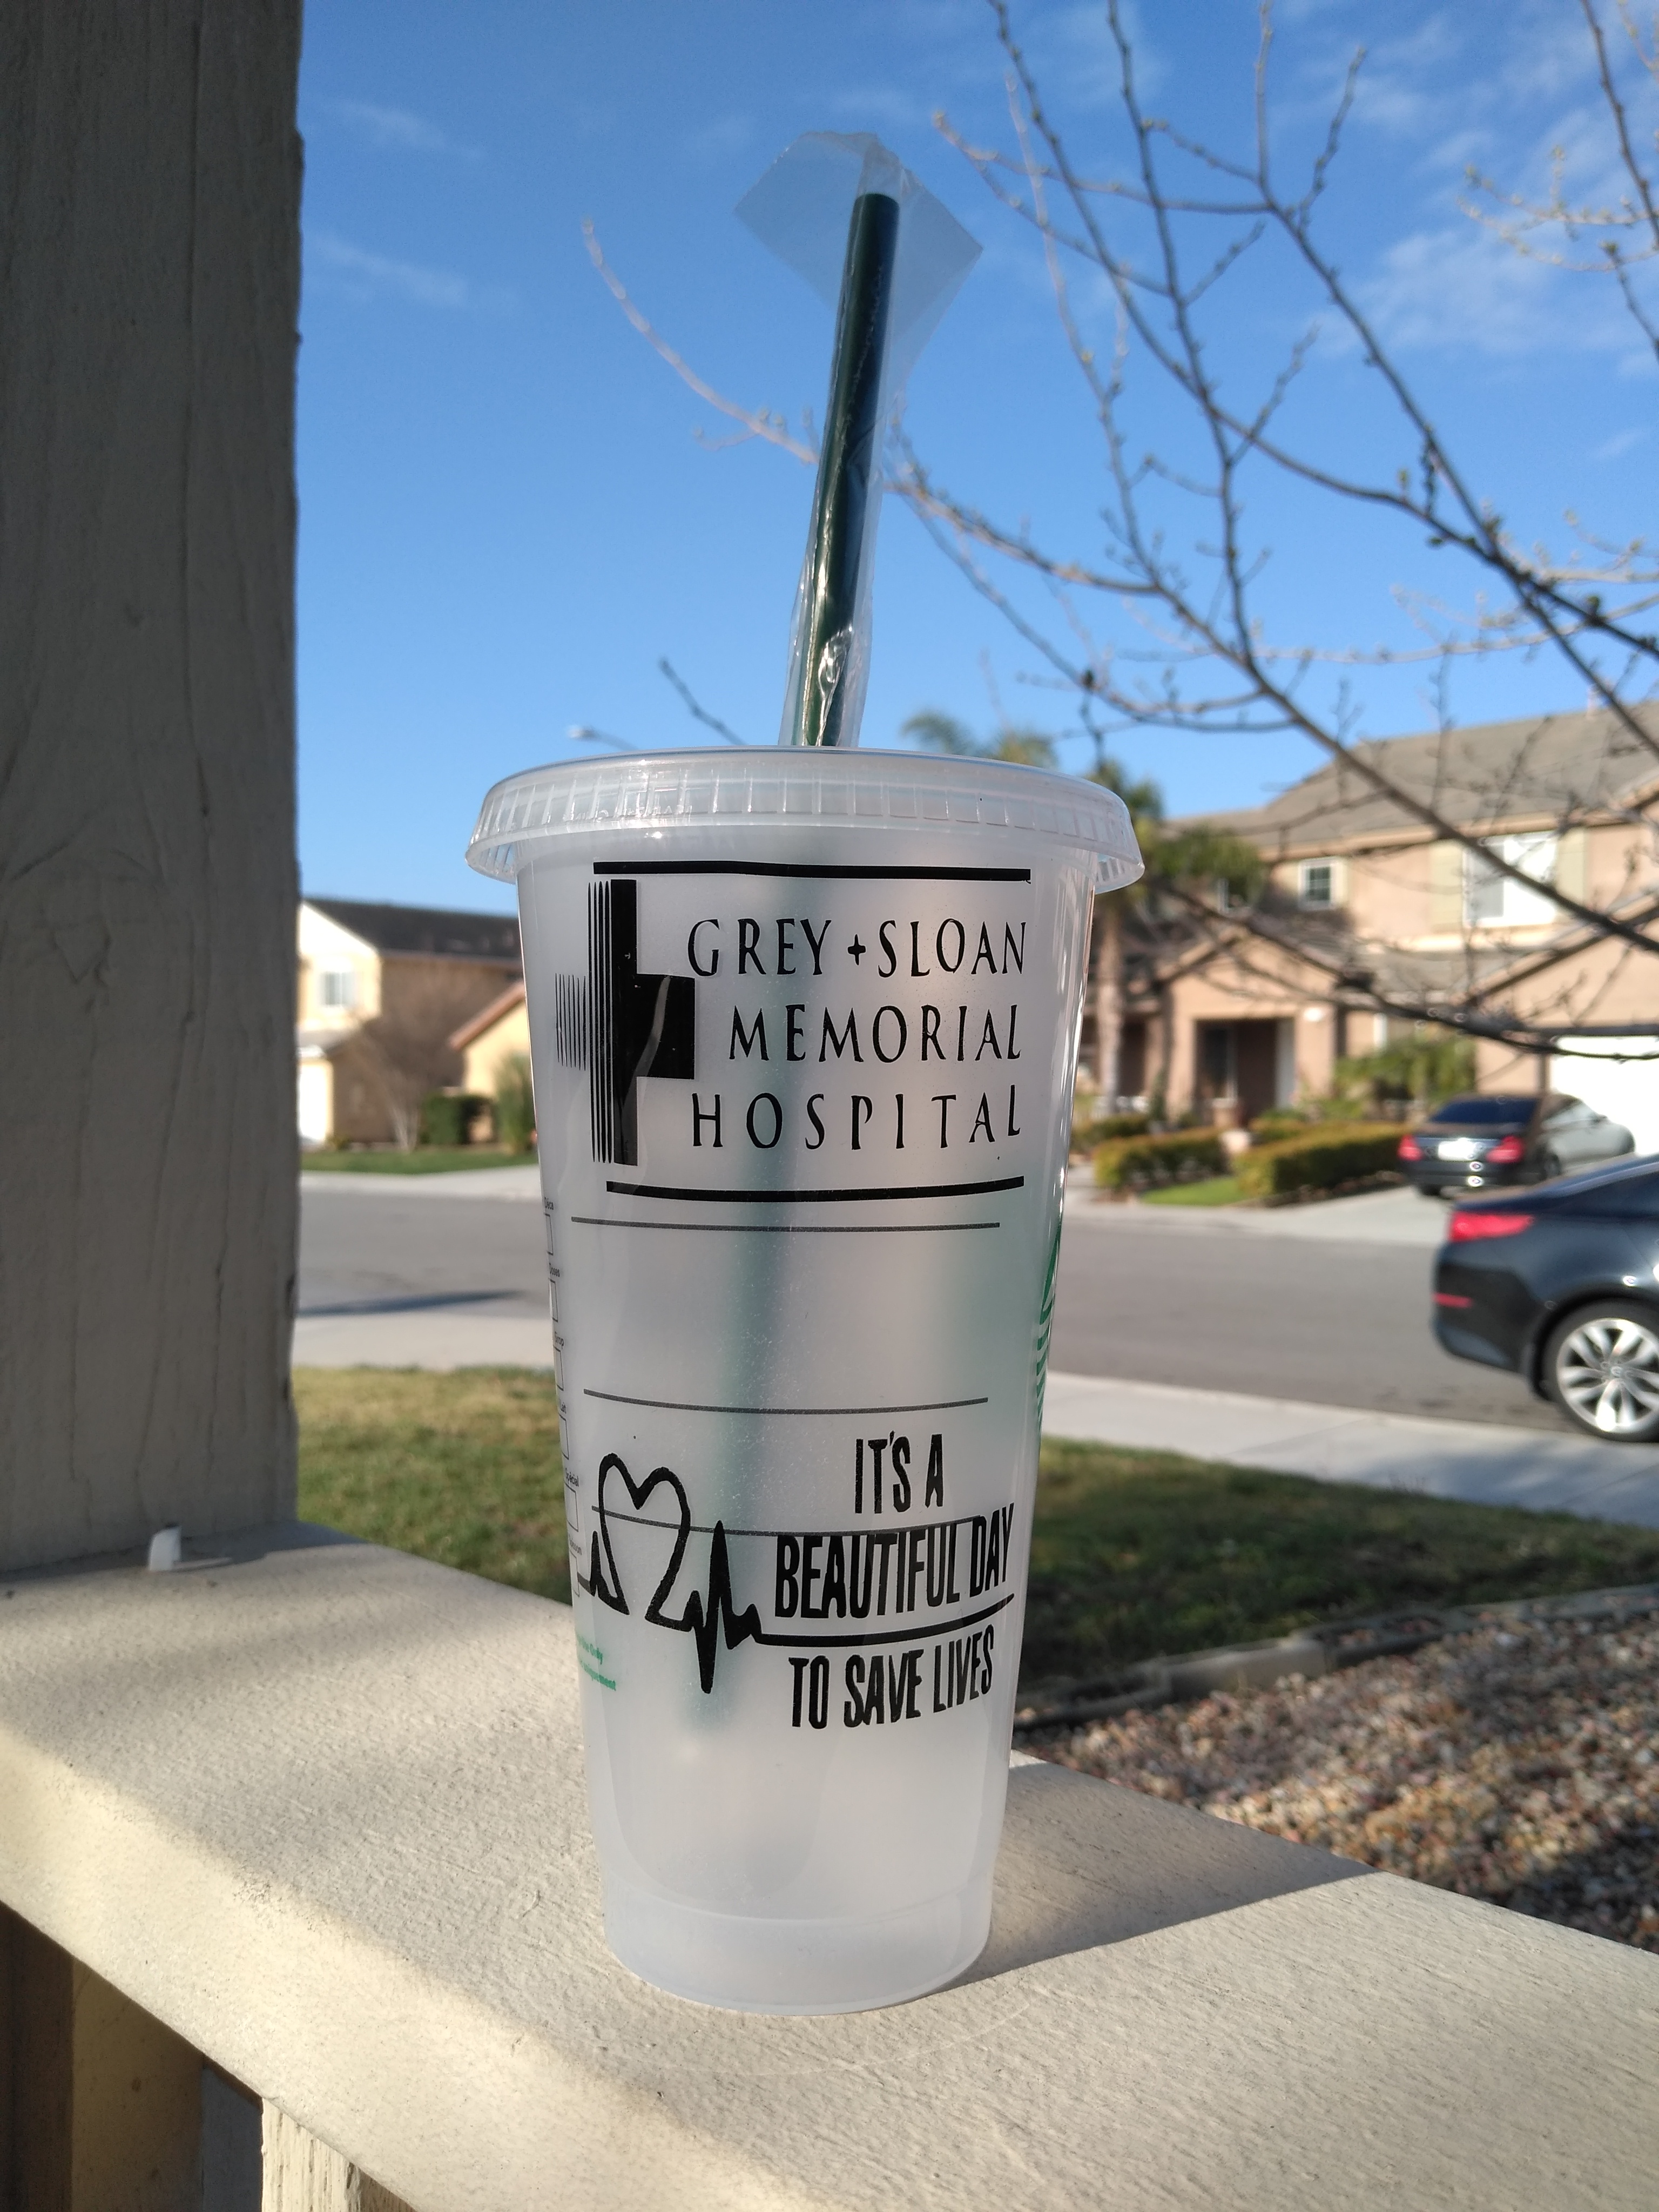 GREY + SLOAN
MEMORIAL
HOSPITAL
IT'S A
BEAUTIFUL DAY
TO SAVE LIVES